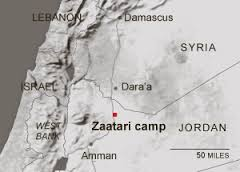 LEBANON
Damascus
SYRIA
ISRAEL
Dara'a
WEST
BANK
Zaatari camp
JORDAN
Amman
50 MILES